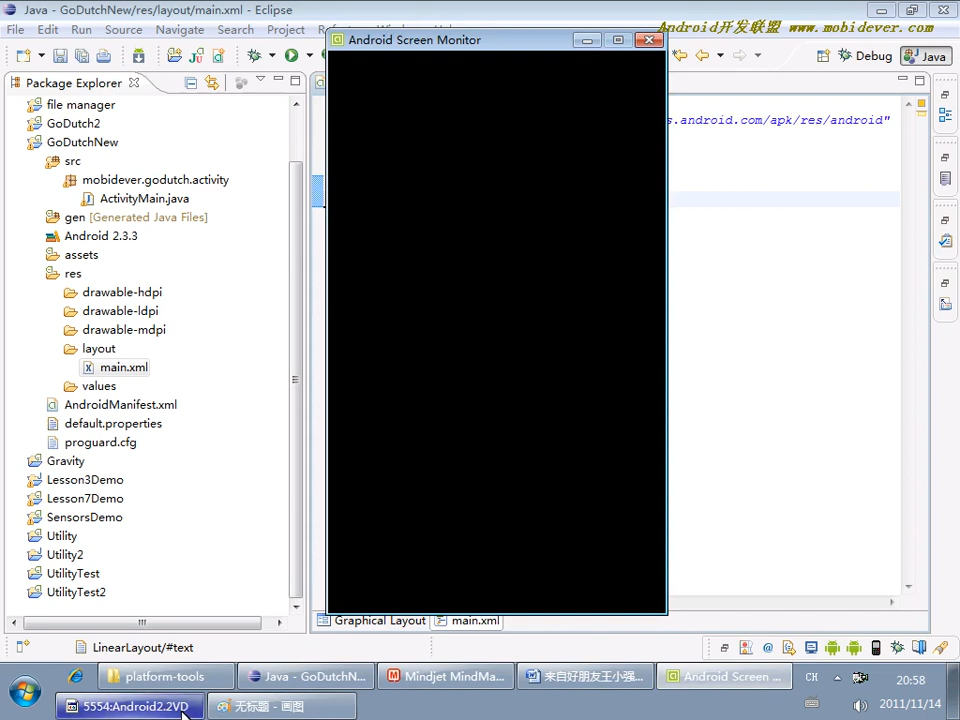 Java - GoDutchNew/res/layout/main.xml - Eclipse
Android开发联盟 www.mobidever.com
File Edit Source Navigate Search Project
Android Screen Monitor
Debug Java
Package Explorer
file manager
GoDutch2
s.android.com/apk/res/android"
GoDutchNew
src
mobidever.godutch.activity
ActivityMain.java
gen [Generated Java Files]
Android 2.3.3
assets
res
drawable-hdpi
drawable-ldpi
drawable-mdpi
layout
main.xml
values
AndroidManifest.xml
default.properties
proguard.cfg
Gravity
Lesson3Demo
Lesson7Demo
SensorsDemo
Utility
Utility2
UtilityTest
UtilityTest2
Graphical Layout main.xml
LinearLayout/#text
platform-tools
Java - GoDutchN...
Mindjet MindMa...
来自好朋友王小强...
Android Screen ...
CH
20:58
5554:Android2.2VD
无标题 - 画图
2011/11/14